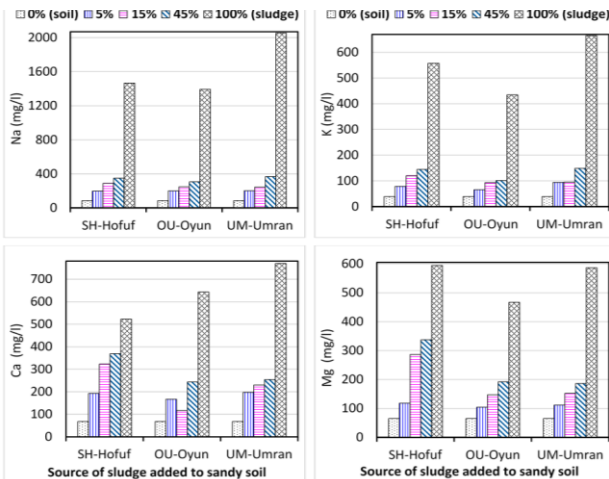 0% (soil) 5% 15% 45% 100% (sludge)
2000
1600
1200
800
400
0
Na (mg/l)
SH-Hofuf OU-Oyun UM-Umran
0% (soil) 5% 15% 45% 100% (sludge)
600
500
400
300
200
100
0
K (mg/l)
SH-Hofuf OU-Oyun UM-Umran
700
600
500
400
300
200
100
0
Ca (mg/l)
SH-Hofuf OU-Oyun UM-Umran
Source of sludge added to sandy soil
600
500
400
300
200
100
0
Mg (mg/l)
SH-Hofuf OU-Oyun UM-Umran
Source of sludge added to sandy soil